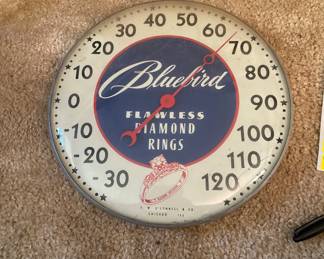 30 40 50 60
20 70
10 80
0 90
-10 100
-20 110
-30 120
Bluebird
FLAWLESS
DIAMOND
RINGS
CHICAGO